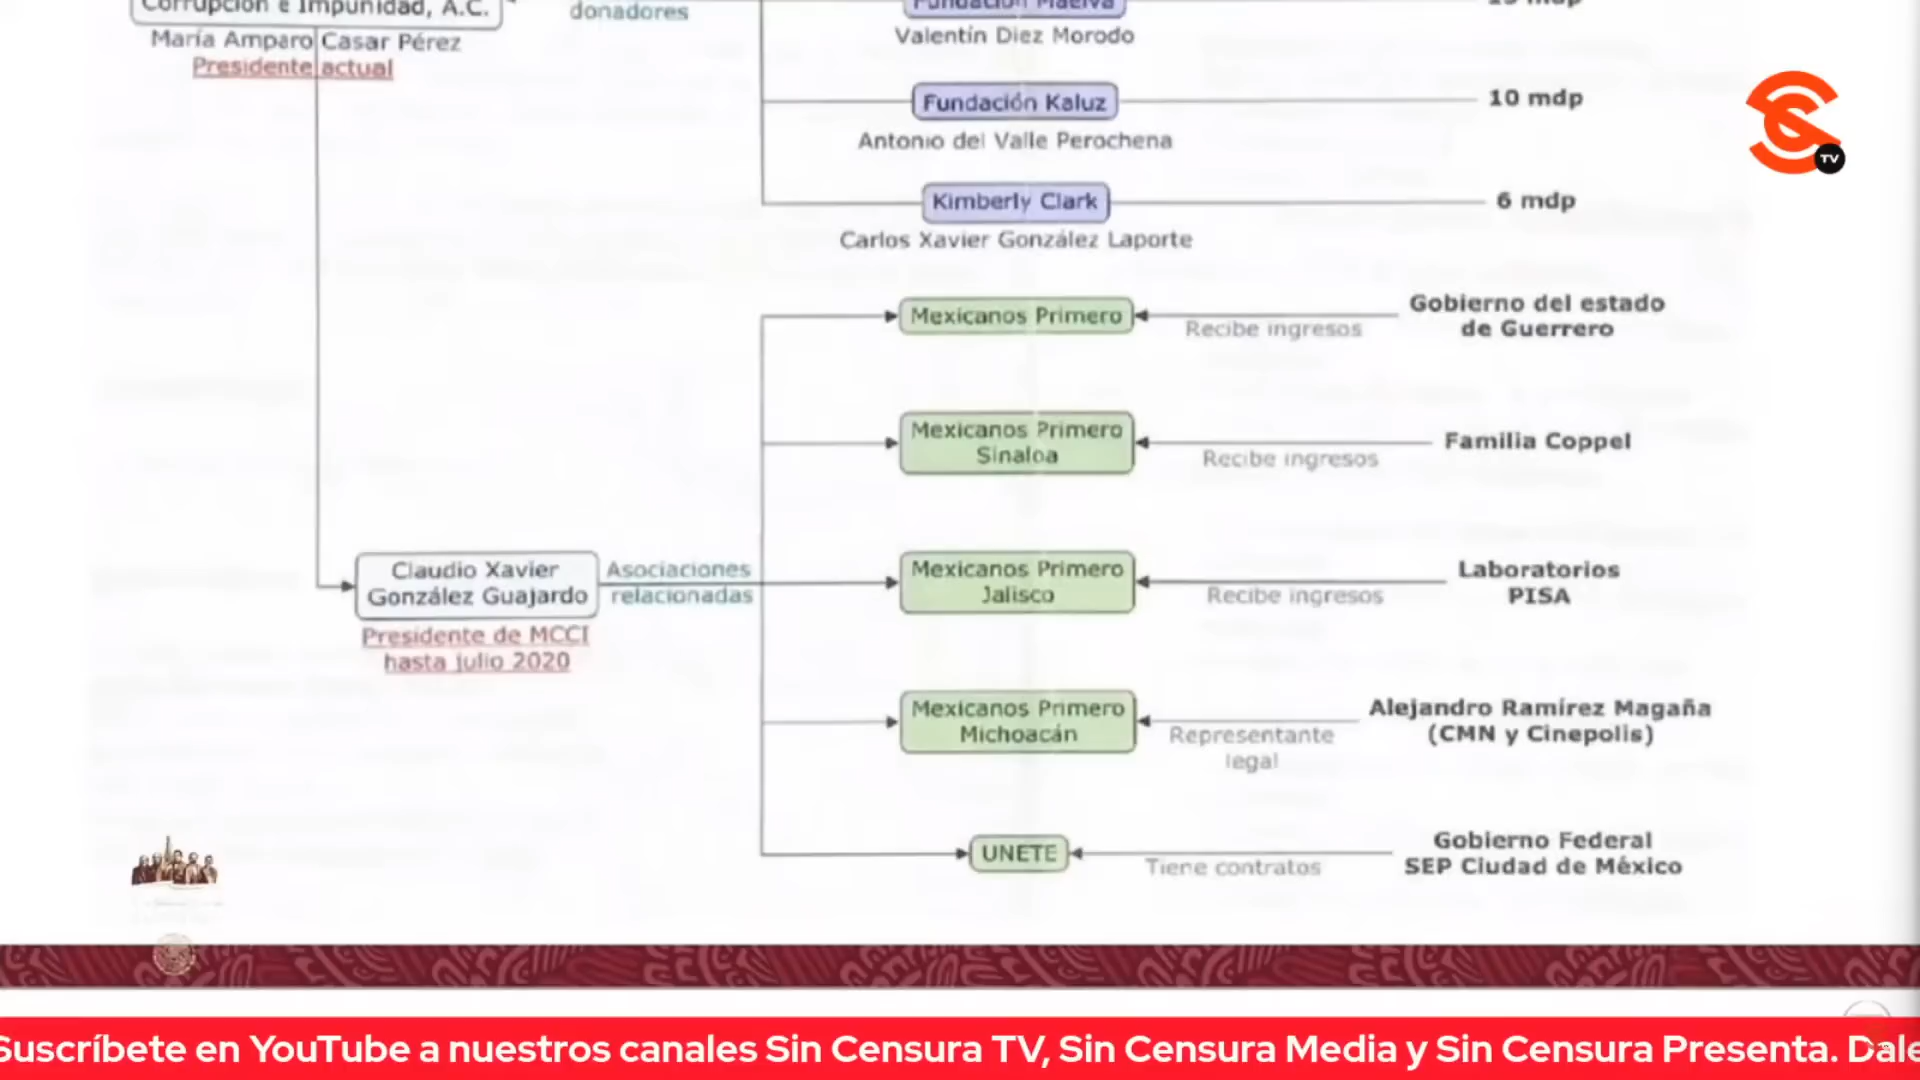 Corrupción e Impunidad, A.C.
María Amparo Casar Pérez
Presidente actual
donadores
Fundación Maelva
Valentín Diez Morodo
Fundación Kaluz
10 mdp
Antonio del Valle Perochena
Kimberly Clark
6 mdp
Carlos Xavier González Laporte
TV
Mexicanos Primero
Recibe ingresos
Gobierno del estado
de Guerrero
Mexicanos Primero
Sinaloa
Recibe ingresos
Familia Coppel
Claudio Xavier
González Guajardo
Presidente de MCCI
hasta julio 2020
Asociaciones
relacionadas
Mexicanos Primero
Jalisco
Recibe ingresos
Laboratorios
PISA
Mexicanos Primero
Michoacán
Representante
legal
Alejandro Ramírez Magaña
(CMN y Cinepolis)
UNETE
Tiene contratos
Gobierno Federal
SEP Ciudad de México
Suscríbete en YouTube a nuestros canales Sin Censura TV, Sin Censura Media y Sin Censura Presenta. Dale